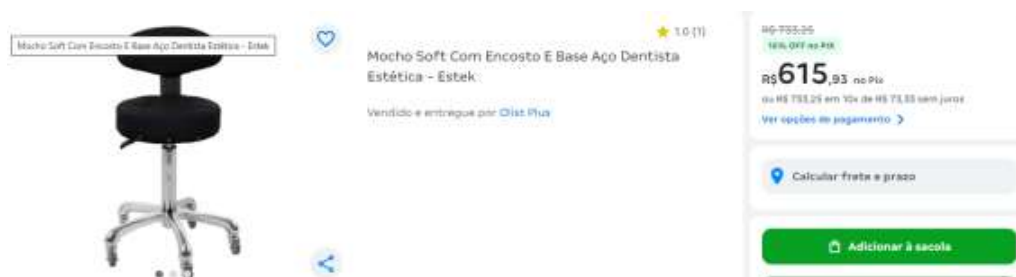 Mocho Soft Com Encosto E Base Aço Dentista Estética - Estek
1.0 (1)
Mocho Soft Com Encosto E Base Aço Dentista
Estética - Estek
Vendido e entregue por Olist Plus
R$ 733,25
16% OFF no PIX
R$615,93 no Pix
ou R$ 733,25 em 10x de R$ 73,33 sem juros
Ver opções de pagamento
Calcular frete e prazo
Adicionar à sacola